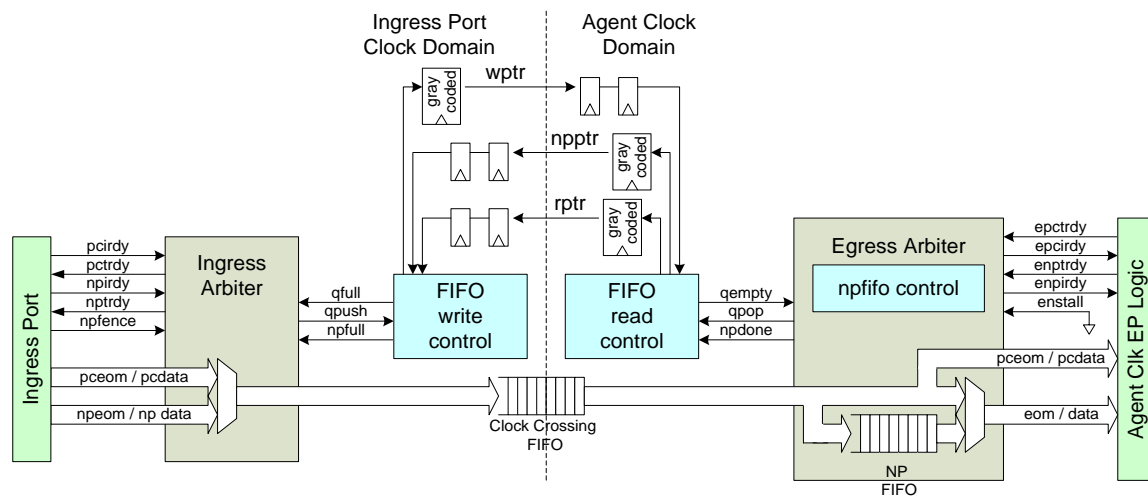 Ingress Port
Clock Domain
Agent Clock
Domain
gray
coded
wptr
npptr
gray
coded
rptr
gray
coded
Ingress Port
pcirdy
pctrdy
npirdy
nptrdy
npfence
pceom / pcdata
npeom / np data
Ingress
Arbiter
qfull
qpush
npfull
FIFO
write
control
FIFO
read
control
qempty
qpop
npdone
Clock Crossing
FIFO
Egress Arbiter
npfifo control
NP
FIFO
epctrdy
epcirdy
enptrdy
enpirdy
enstall
pceom / pcdata
eom / data
Agent Clk EP Logic